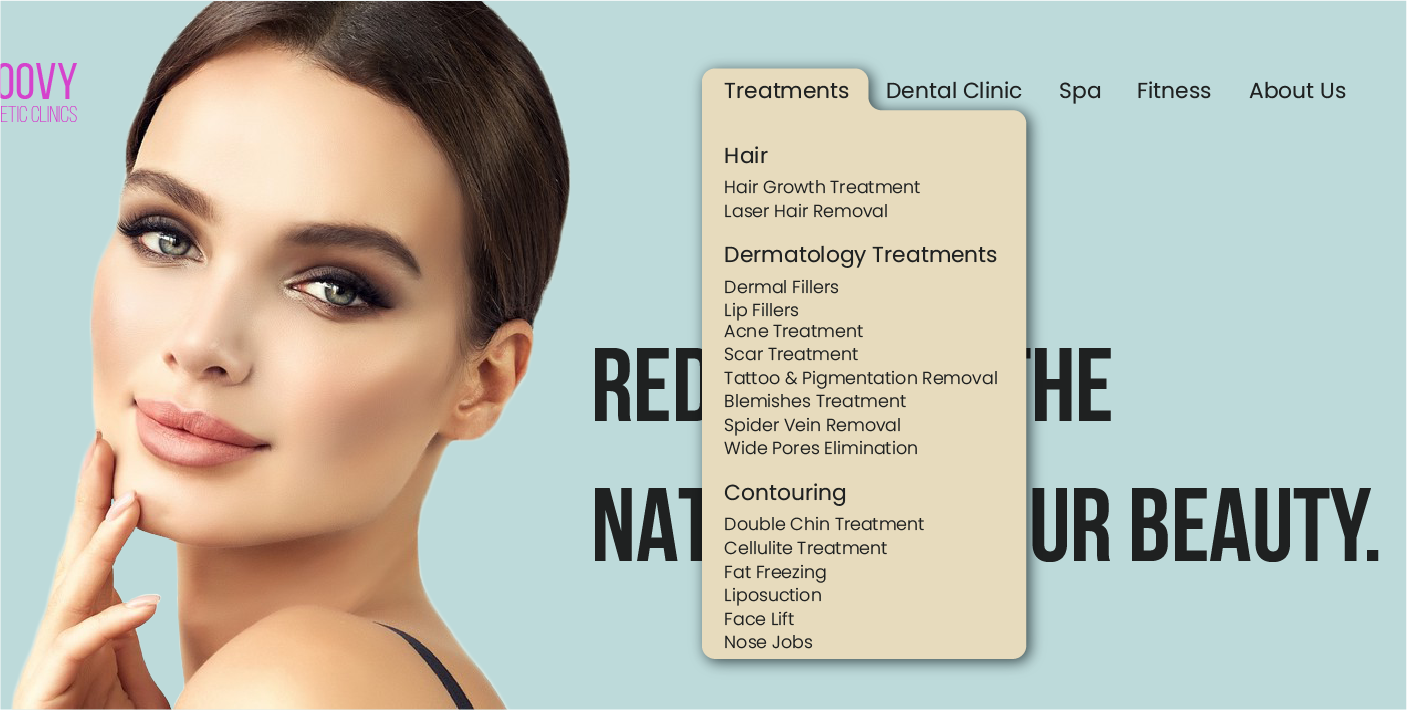 OOVY
ETIC CLINICS
Treatments Dental Clinic Spa Fitness About Us
Hair
Hair Growth Treatment
Laser Hair Removal
Dermatology Treatments
Dermal Fillers
Lip Fillers
Acne Treatment
Scar Treatment
Tattoo & Pigmentation Removal
Blemishes Treatment
Spider Vein Removal
Wide Pores Elimination
Contouring
Double Chin Treatment
Cellulite Treatment
Fat Freezing
Liposuction
Face Lift
Nose Jobs
RED THE
NAT UR BEAUTY.